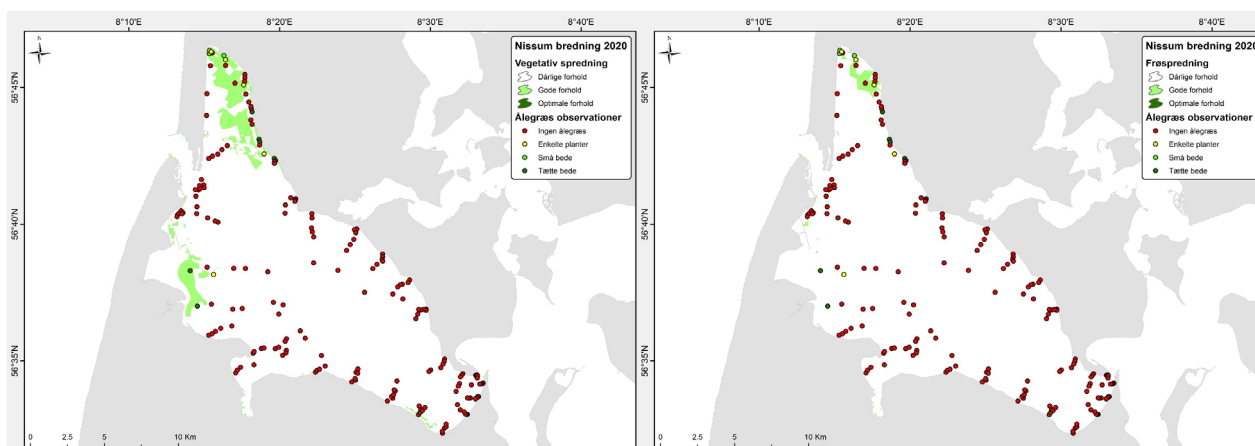 8°10'E 8°20'E 8°30'E 8°40'E
56°45'N
56°40'N
56°35'N
N
Nissum bredning 2020
Vegetativ spredning
Dårlige forhold
Gode forhold
Optimale forhold
Ålegræs observationer
Ingen ålegræs
Enkelte planter
Små bede
Tætte bede
0 2.5 5 10 Km
8°10'E 8°20'E 8°30'E 8°40'E
56°45'N
56°40'N
56°35'N
N
Nissum bredning 2020
Frøspredning
Dårlige forhold
Gode forhold
Optimale forhold
Ålegræs observationer
Ingen ålegræs
Enkelte planter
Små bede
Tætte bede
0 2.5 5 10 Km